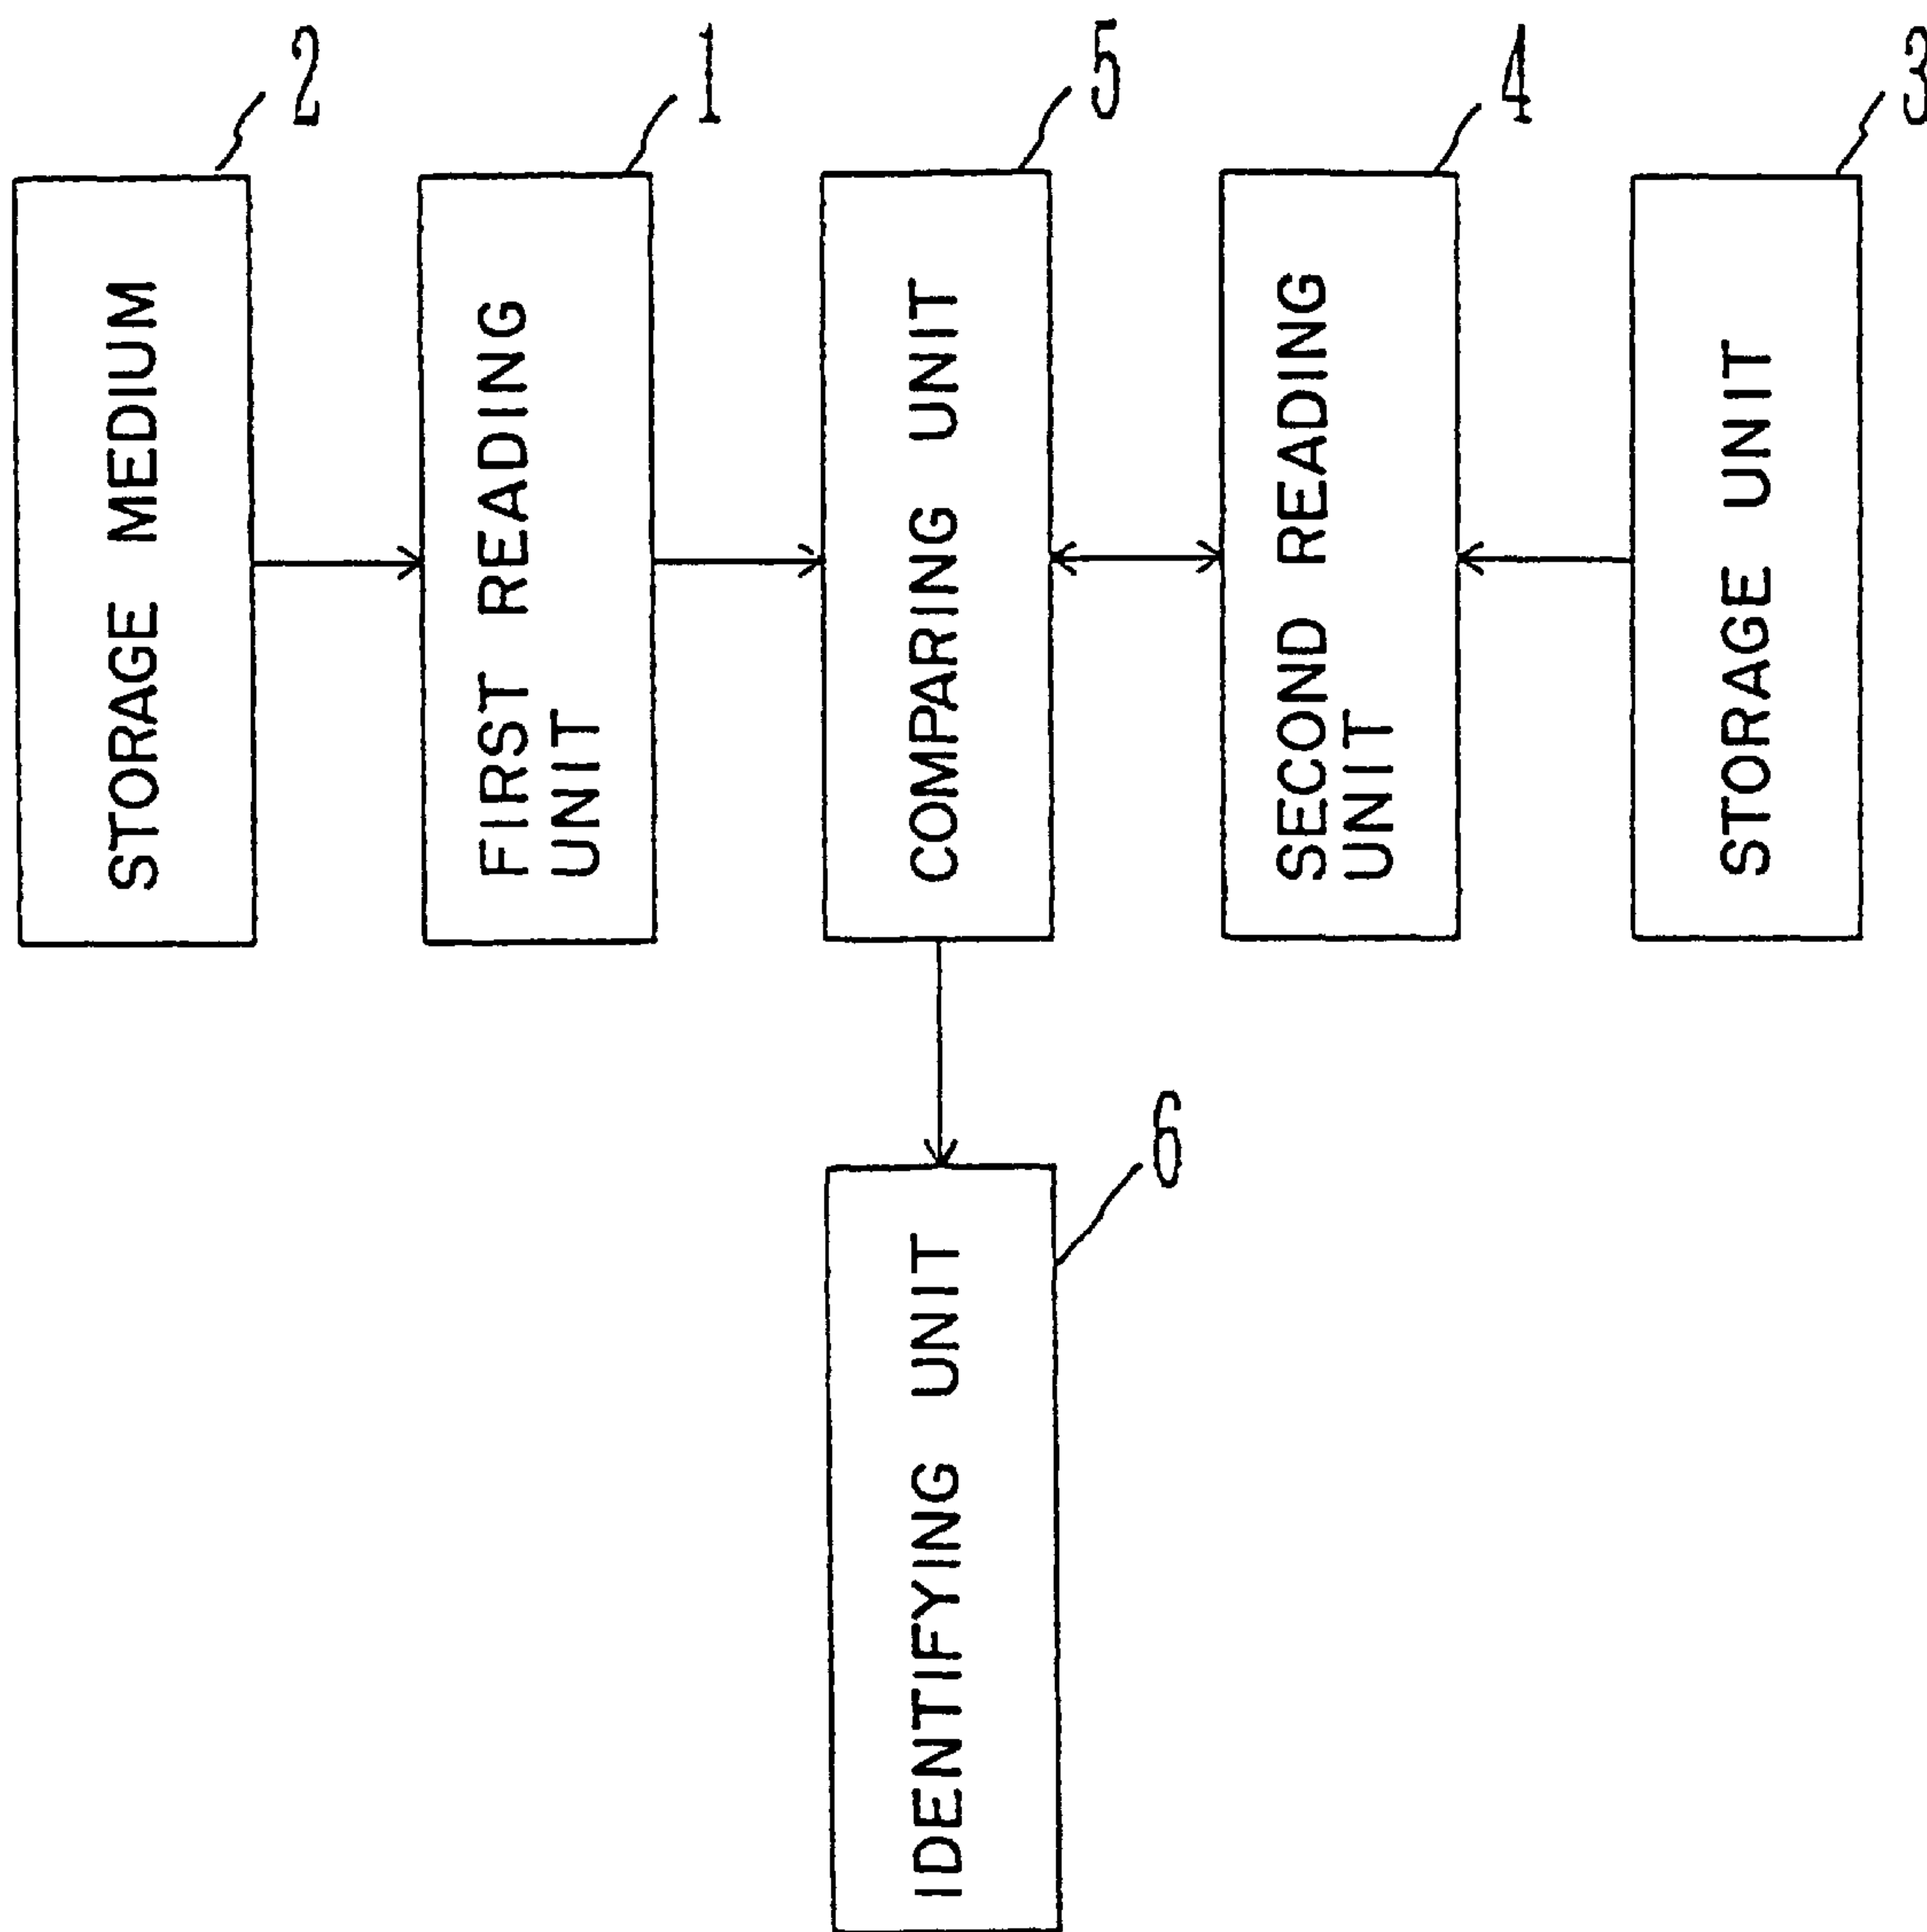 2
1
5
4
3
STORAGE MEDIUM
FIRST READING
UNIT
COMPARING UNIT
SECOND READING
UNIT
STORAGE UNIT
6
IDENTIFYING UNIT